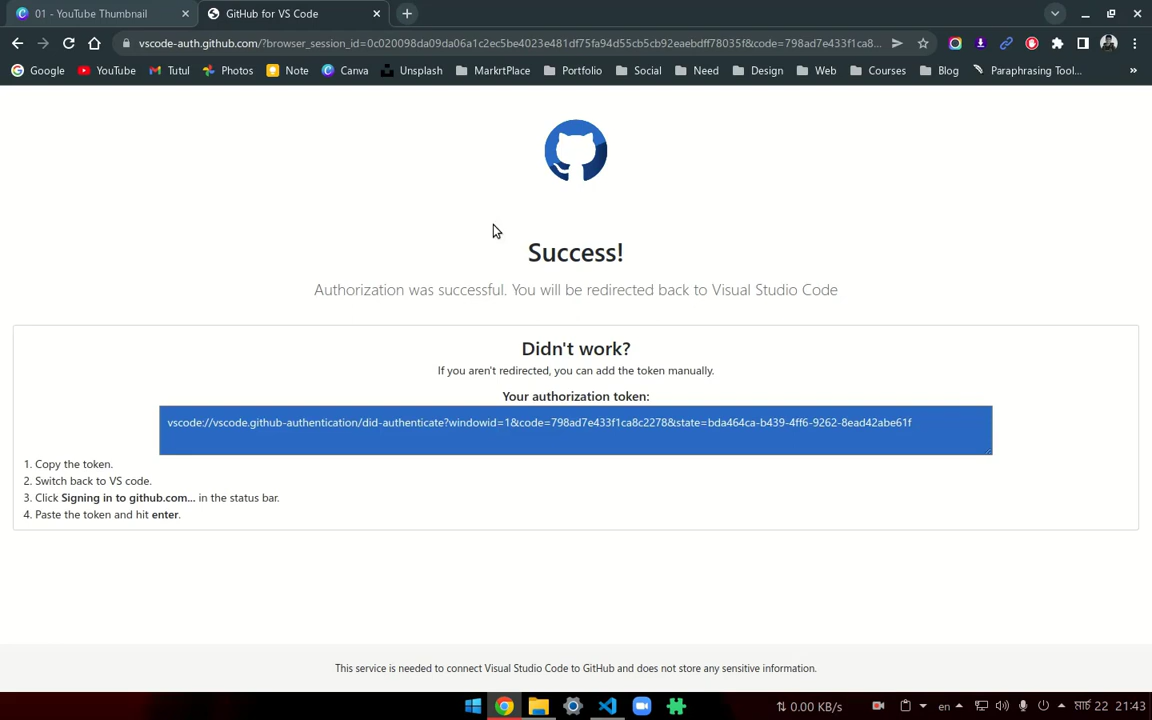 01 - YouTube Thumbnail
GitHub for VS Code
vscode-auth.github.com/?browser_session_id=0c020098da09da06a1c2ec5be4023e481df75fa94d55cb5cb92eaebdff78035f&code=798ad7e433f1ca8...
Google YouTube Tutul Photos Note Canva Unsplash MarkrtPlace Portfolio Social Need Design Web Courses Blog Paraphrasing Tool... »
Success!
Authorization was successful. You will be redirected back to Visual Studio Code
Didn't work?
If you aren't redirected, you can add the token manually.
Your authorization token:
vscode://vscode.github-authentication/did-authenticate?windowid=1&code=798ad7e433f1ca8c2278&state=bda464ca-b439-4ff6-9262-8ead42abe61f
1. Copy the token.
2. Switch back to VS code.
3. Click Signing in to github.com... in the status bar.
4. Paste the token and hit enter.
This service is needed to connect Visual Studio Code to GitHub and does not store any sensitive information.
0.00 KB/s en মার্চ 22 21:43